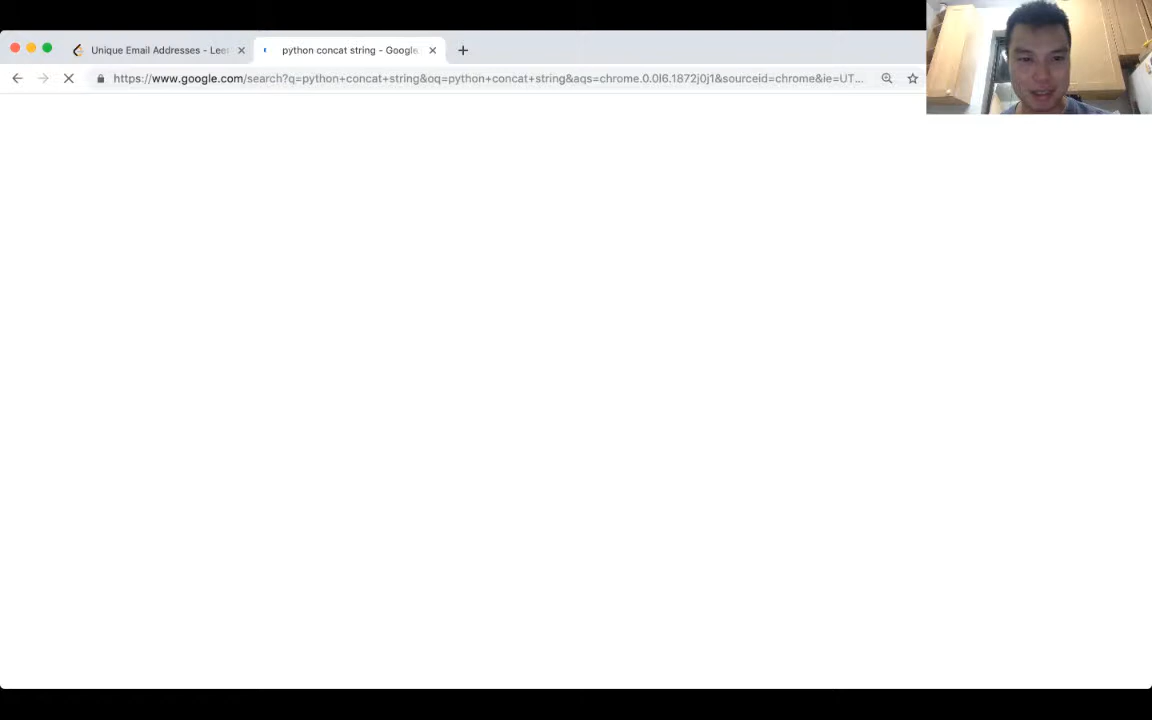 Unique Email Addresses - Lee
python concat string - Google
https://www.google.com/search?q=python+concat+string&oq=python+concat+string&aqs=chrome.0.0l6.1872j0j1&sourceid=chrome&ie=UT...